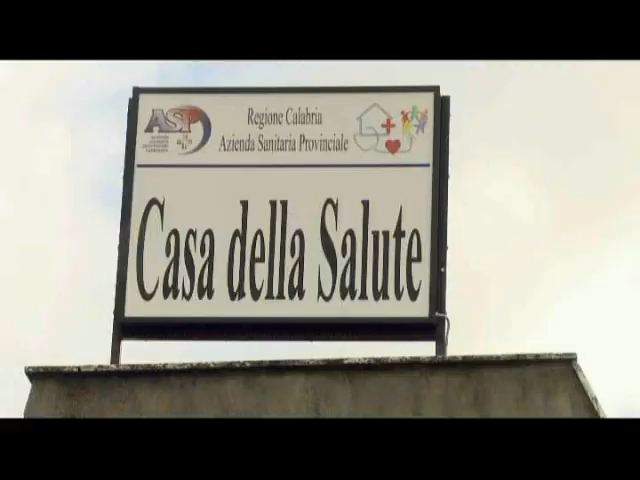 ASP
Regione Calabria
Azienda Sanitaria Provinciale
Casa della Salute